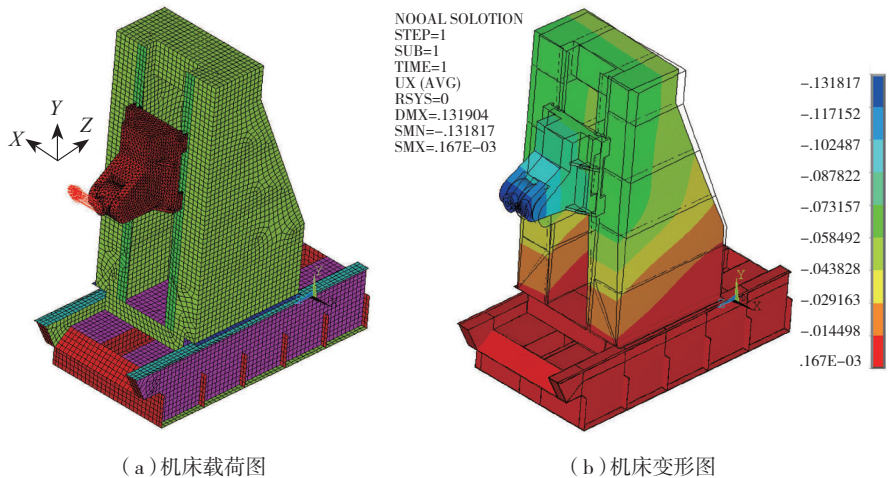 NOOAL SOLOTION
STEP=1
SUB=1
TIME=1
UX (AVG)
RSYS=0
DMX=.131904
SMN=-.131817
SMX=.167E-03
Y
X
Z
Y
Y
X
-.131817
-.117152
-.102487
-.087822
-.073157
-.058492
-.043828
-.029163
-.014498
.167E-03
(a)机床载荷图
(b)机床变形图